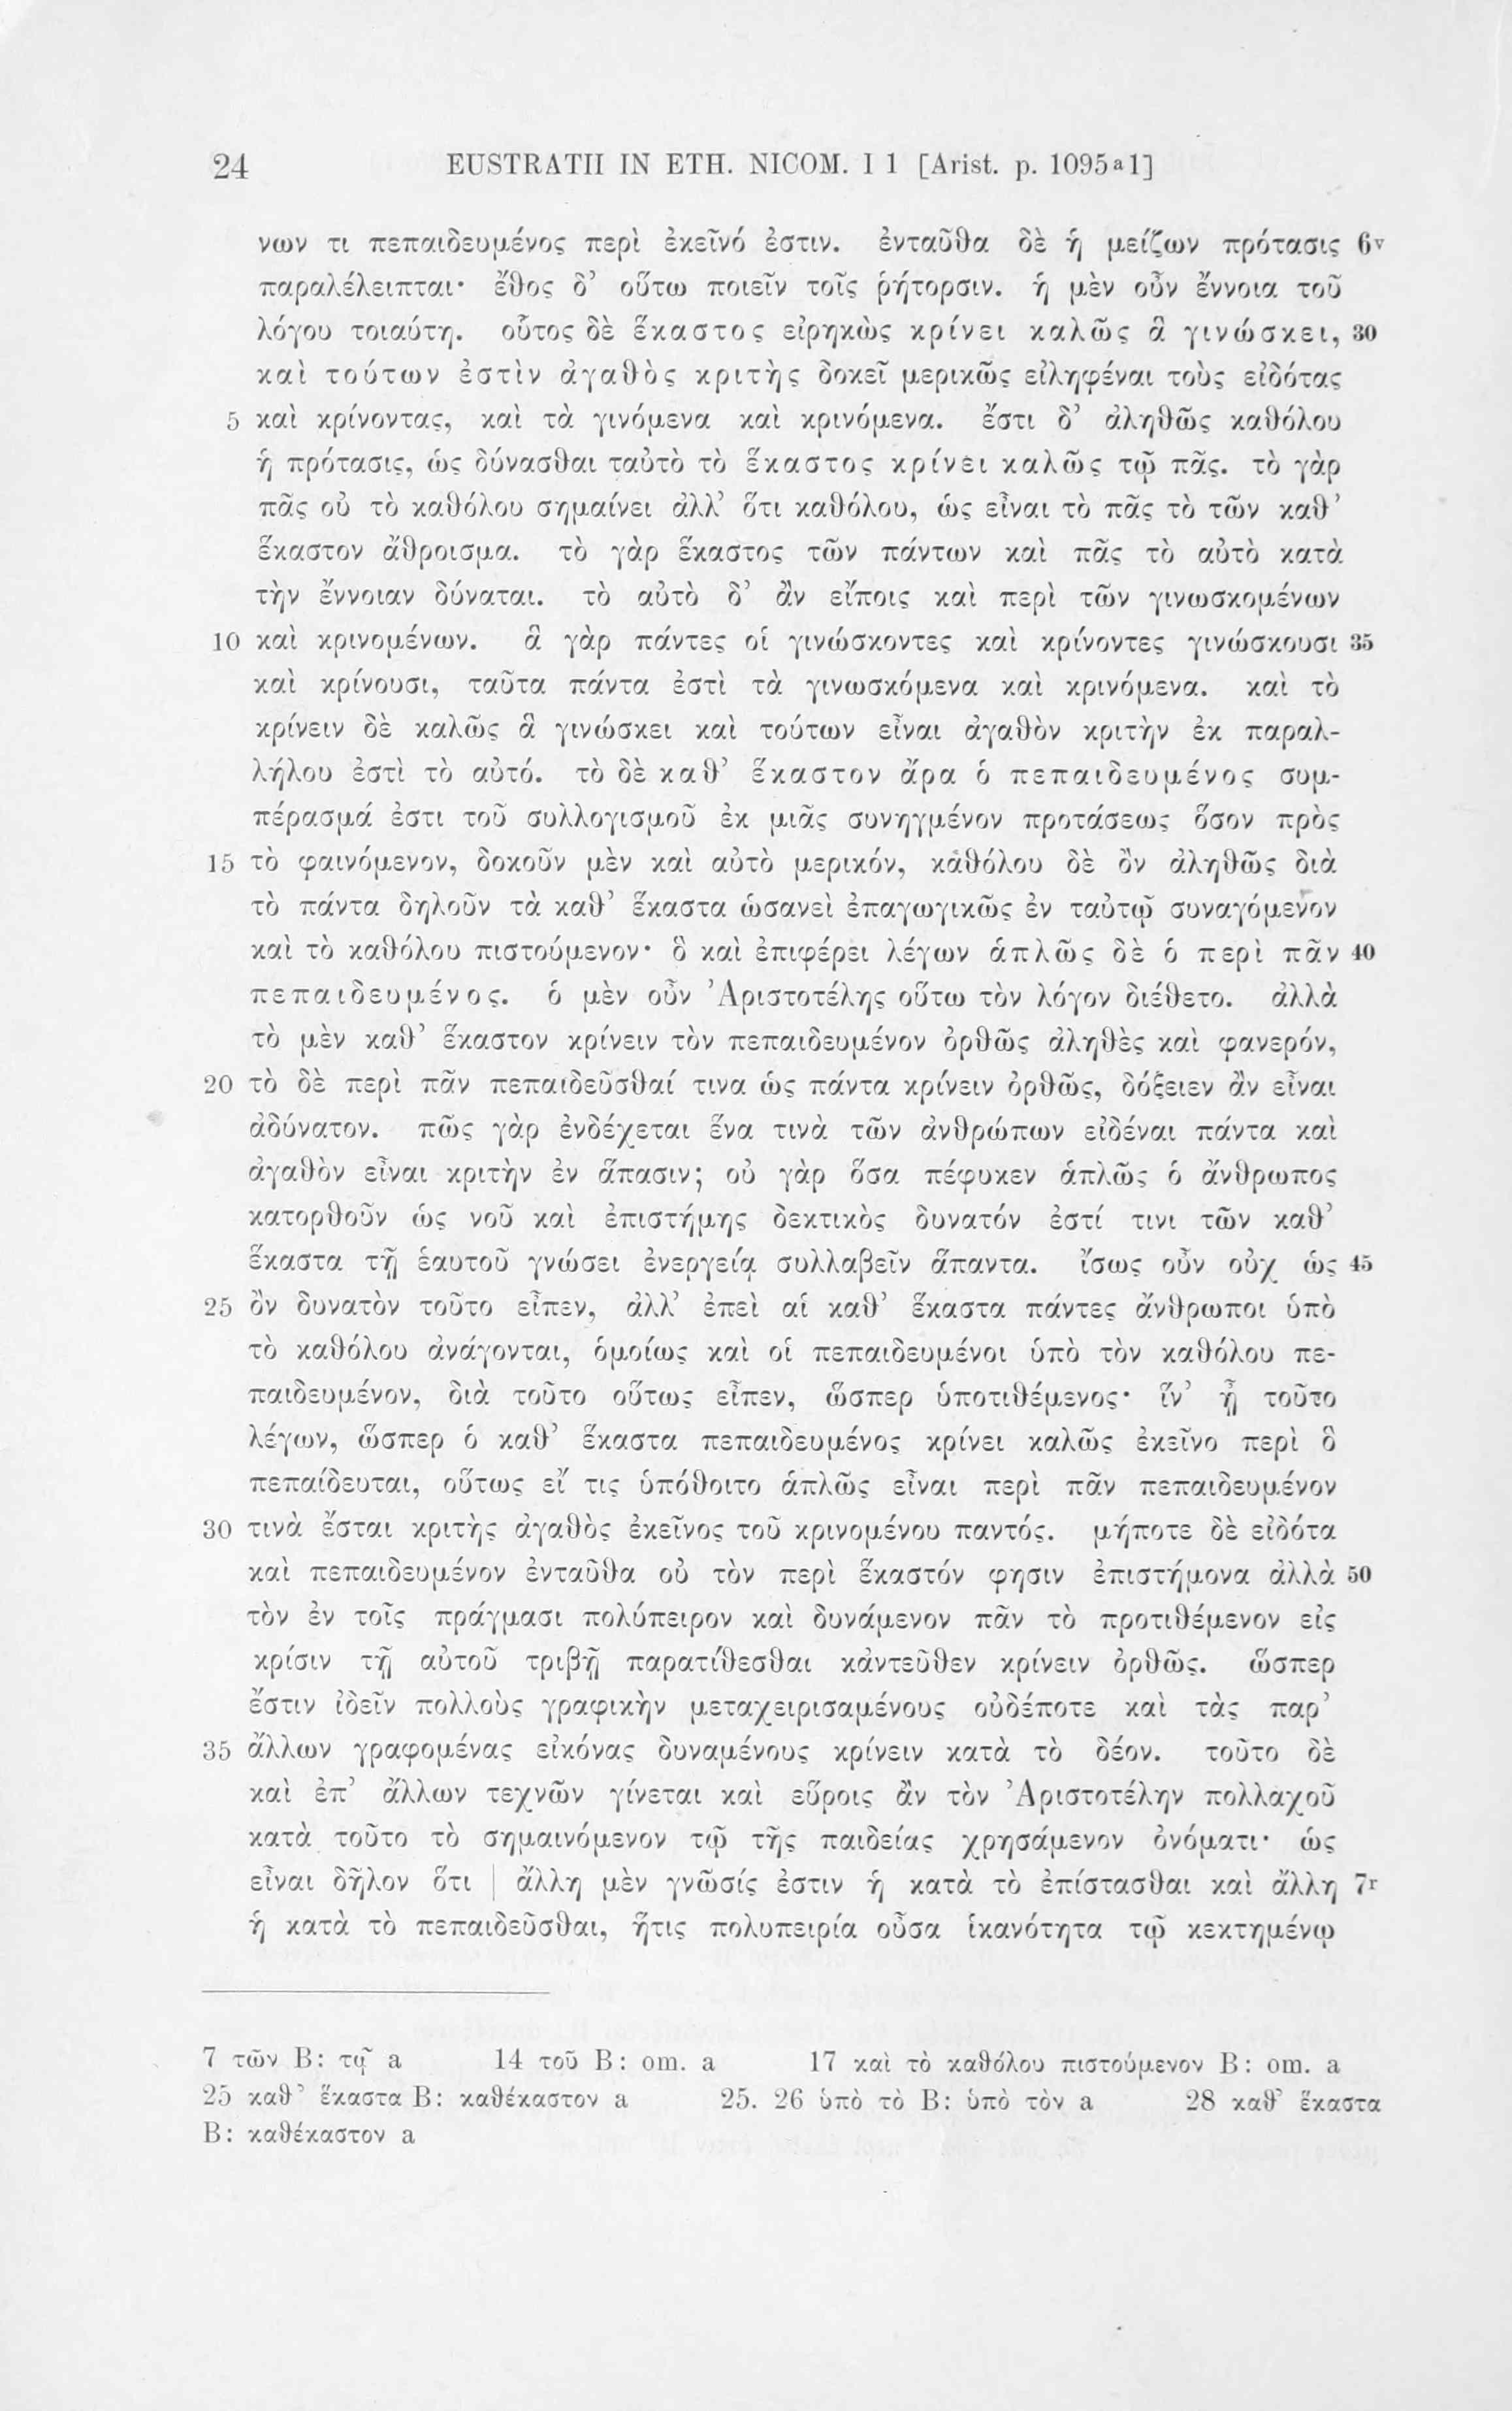 24 EUSTRATII IN ETH. NICOM. I 1 [Arist. p. 1095a1]
νων τι πεπαιδευμένος περὶ ἐκεῖνό ἐστιν. ἐνταῦθα δὲ ἡ μείζων πρότασις 6v
παραλέλειπται· ἔθος δ’ οὕτω ποιεῖν τοῖς ῥήτορσιν. ἡ μὲν οὖν ἔννοια τοῦ
λόγου τοιαύτη. οὗτος δὲ ἕκαστος εἰρηκὼς κρίνει καλῶς ἃ γινώσκει, 30
καὶ τούτων ἐστὶν ἀγαθὸς κριτὴς δοκεῖ μερικῶς εἰληφέναι τοὺς εἰδότας
5 καὶ κρίνοντας, καὶ τὰ γινόμενα καὶ κρινόμενα. ἔστι δ’ ἀληθῶς καθόλου
ἡ πρότασις, ὡς δύνασθαι ταὐτὸ τὸ ἕκαστος κρίνει καλῶς τῷ πᾶς. τὸ γὰρ
πᾶς οὐ τὸ καθόλου σημαίνει ἀλλ’ ὅτι καθόλου, ὡς εἶναι τὸ πᾶς τὸ τῶν καθ’
ἕκαστον ἄθροισμα. τὸ γὰρ ἕκαστος τῶν πάντων καὶ πᾶς τὸ αὐτὸ κατὰ
τὴν ἔννοιαν δύναται. τὸ αὐτὸ δ’ ἂν εἴποις καὶ περὶ τῶν γινωσκομένων
10 καὶ κρινομένων. ἃ γὰρ πάντες οἱ γινώσκοντες καὶ κρίνοντες γινώσκουσι 35
καὶ κρίνουσι, ταῦτα πάντα ἐστὶ τὰ γινωσκόμενα καὶ κρινόμενα. καὶ τὸ
κρίνειν δὲ καλῶς ἃ γινώσκει καὶ τούτων εἶναι ἀγαθὸν κριτὴν ἐκ παραλ-
λήλου ἐστὶ τὸ αὐτό. τὸ δὲ καθ’ ἕκαστον ἄρα ὁ πεπαιδευμένος συμ-
πέρασμά ἐστι τοῦ συλλογισμοῦ ἐκ μιᾶς συνηγμένον προτάσεως ὅσον πρὸς
15 τὸ φαινόμενον, δοκοῦν μὲν καὶ αὐτὸ μερικόν, καθόλου δὲ ὂν ἀληθῶς διὰ
τὸ πάντα δηλοῦν τὰ καθ’ ἕκαστα ὡσανεὶ ἐπαγωγικῶς ἐν ταὐτῷ συναγόμενον
καὶ τὸ καθόλου πιστούμενον· ὃ καὶ ἐπιφέρει λέγων ἁπλῶς δὲ ὁ περὶ πᾶν 40
πεπαιδευμένος. ὁ μὲν οὖν Ἀριστοτέλης οὕτω τὸν λόγον διέθετο. ἀλλὰ
τὸ μὲν καθ’ ἕκαστον κρίνειν τὸν πεπαιδευμένον ὀρθῶς ἀληθὲς καὶ φανερόν,
20 τὸ δὲ περὶ πᾶν πεπαιδεῦσθαί τινα ὡς πάντα κρίνειν ὀρθῶς, δόξειεν ἂν εἶναι
ἀδύνατον. πῶς γὰρ ἐνδέχεται ἕνα τινὰ τῶν ἀνθρώπων εἰδέναι πάντα καὶ
ἀγαθὸν εἶναι κριτὴν ἐν ἅπασιν; οὐ γὰρ ὅσα πέφυκεν ἁπλῶς ὁ ἄνθρωπος
κατορθοῦν ὡς νοῦ καὶ ἐπιστήμης δεκτικὸς δυνατόν ἐστί τινι τῶν καθ’
ἕκαστα τῇ ἑαυτοῦ γνώσει ἐνεργείᾳ συλλαβεῖν ἅπαντα. ἴσως οὖν οὐχ ὡς 45
25 ὂν δυνατὸν τοῦτο εἶπεν, ἀλλ’ ἐπεὶ αἱ καθ’ ἕκαστα πάντες ἄνθρωποι ὑπὸ
τὸ καθόλου ἀνάγονται, ὁμοίως καὶ οἱ πεπαιδευμένοι ὑπὸ τὸν καθόλου πε-
παιδευμένον, διὰ τοῦτο οὕτως εἶπεν, ὥσπερ ὑποτιθέμενος· ἵν’ ᾖ τοῦτο
λέγων, ὥσπερ ὁ καθ’ ἕκαστα πεπαιδευμένος κρίνει καλῶς ἐκεῖνο περὶ ὃ
πεπαίδευται, οὕτως εἴ τις ὑπόθοιτο ἁπλῶς εἶναι περὶ πᾶν πεπαιδευμένον
30 τινὰ ἔσται κριτὴς ἀγαθὸς ἐκεῖνος τοῦ κρινομένου παντός. μήποτε δὲ εἰδότα
καὶ πεπαιδευμένον ἐνταῦθα οὐ τὸν περὶ ἕκαστόν φησιν ἐπιστήμονα ἀλλὰ 50
τὸν ἐν τοῖς πράγμασι πολύπειρον καὶ δυνάμενον πᾶν τὸ προτιθέμενον εἰς
κρίσιν τῇ αὐτοῦ τριβῇ παρατίθεσθαι κἀντεῦθεν κρίνειν ὀρθῶς. ὥσπερ
ἔστιν ἰδεῖν πολλοὺς γραφικὴν μεταχειρισαμένους οὐδέποτε καὶ τὰς παρ’
35 ἄλλων γραφομένας εἰκόνας δυναμένους κρίνειν κατὰ τὸ δέον. τοῦτο δὲ
καὶ ἐπ’ ἄλλων τεχνῶν γίνεται καὶ εὕροις ἂν τὸν Ἀριστοτέλην πολλαχοῦ
κατὰ τοῦτο τὸ σημαινόμενον τῷ τῆς παιδείας χρησάμενον ὀνόματι· ὡς
εἶναι δῆλον ὅτι | ἄλλη μὲν γνῶσίς ἐστιν ἡ κατὰ τὸ ἐπίστασθαι καὶ ἄλλη 7r
ἡ κατὰ τὸ πεπαιδεῦσθαι, ἥτις πολυπειρία οὖσα ἱκανότητα τῷ κεκτημένῳ
7 τῶν B: τῷ a 14 τοῦ B: om. a 17 καὶ τὸ καθόλου πιστούμενον B: om. a
25 καθ’ ἕκαστα B: καθέκαστον a 25. 26 ὑπὸ τὸ B: ὑπὸ τὸν a 28 καθ’ ἕκαστα
B: καθέκαστον a